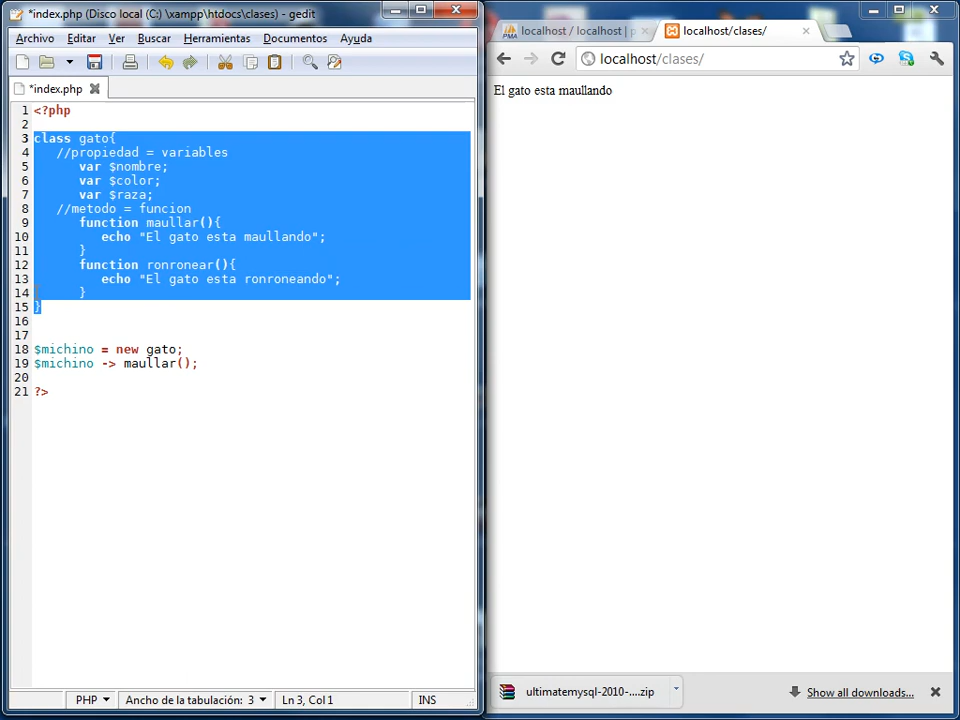 *index.php (Disco local (C:) \xampp\htdocs\clases) - gedit
Archivo Editar Ver Buscar Herramientas Documentos Ayuda
*index.php
1 <?php
2
3 class gato{
4 //propiedad = variables
5 var $nombre;
6 var $color;
7 var $raza;
8 //metodo = funcion
9 function maullar(){
10 echo "El gato esta maullando";
11 }
12 function ronronear(){
13 echo "El gato esta ronroneando";
14 }
15 }
16
17
18 $michino = new gato;
19 $michino -> maullar();
20
21 ?>
PHP Ancho de la tabulación: 3 Ln 3, Col 1 INS
PMA localhost / localhost | p
localhost/clases/
localhost/clases/
El gato esta maullando
ultimatemysql-2010-....zip
Show all downloads...